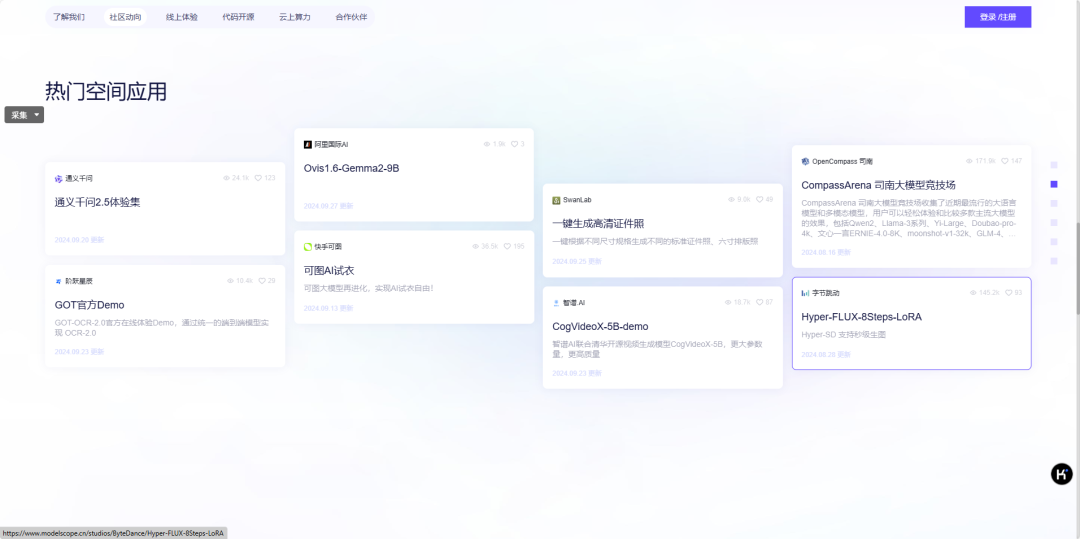 了解我们 社区动向 线上体验 代码开源 云上算力 合作伙伴 登录 /注册
热门空间应用
采集
通义千问 24.1k 123
通义千问2.5体验集
2024.09.20 更新
阶跃星辰 10.4k 29
GOT官方Demo
GOT-OCR-2.0官方在线体验Demo，通过统一的端到端模型实
现 OCR-2.0
2024.09.23 更新
阿里国际AI 1.8k 3
Ovis1.6-Gemma2-9B
2024.09.27 更新
快手可图 38.5k 195
可图AI试衣
可图大模型再进化，实现AI试衣自由！
2024.09.13 更新
SwanLab 9.0k 49
一键生成高清证件照
一键根据不同尺寸规格生成不同的标准证件照、六寸排版照
2024.09.25 更新
智谱.AI 19.7k 87
CogVideoX-5B-demo
智谱AI联合清华开源视频生成模型CogVideoX-5B，更大参数
量，更高质量
2024.09.23 更新
OpenCompass 司南 171.9k 147
CompassArena 司南大模型竞技场
CompassArena 司南大模型竞技场收集了近期最流行的大语言
模型和多模态模型，用户可以轻松体验和比较多款主流大模型
的效果，包括Qwen2、Llama-3系列、Yi-Large、Doubao-pro-
4k、文心一言ERNIE-4.0-8K、moonshot-v1-32k、GLM-4、...
2024.08.16 更新
字节跳动 145.2k 93
Hyper-FLUX-8Steps-LoRA
Hyper-SD 支持秒级生图
2024.08.28 更新
https://www.modelscope.cn/studios/ByteDance/Hyper-FLUX-8Steps-LoRA